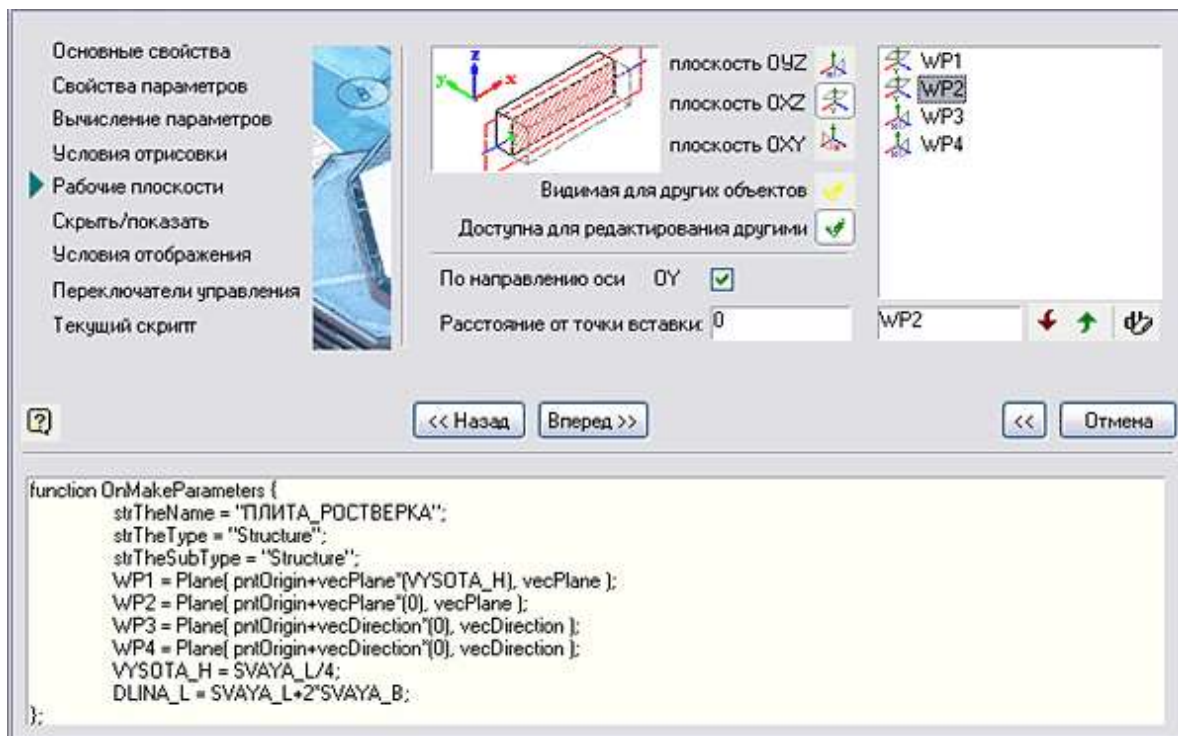 Основные свойства
Свойства параметров
Вычисление параметров
Условия отрисовки
Рабочие плоскости
Скрыть/показать
Условия отображения
Переключатели управления
Текущий скрипт
z
y
x
плоскость OYZ
плоскость OXZ
плоскость OXY
Видимая для других объектов
Доступна для редактирования другими
По направлению оси OY
Расстояние от точки вставки: 0
WP1
WP2
WP3
WP4
WP2
<< Назад
Вперед >>
<<
Отмена
function OnMakeParameters {
strTheName = "ПЛИТА_РОСТВЕРКА";
strTheType = "Structure";
strTheSubType = "Structure";
WP1 = Plane( pntOrigin+vecPlane*(VYSOTA_H), vecPlane );
WP2 = Plane( pntOrigin+vecPlane*(0), vecPlane );
WP3 = Plane( pntOrigin+vecDirection*(0), vecDirection );
WP4 = Plane( pntOrigin+vecDirection*(0), vecDirection );
VYSOTA_H = SVAYA_L/4;
DLINA_L = SVAYA_L+2*SVAYA_B;
};